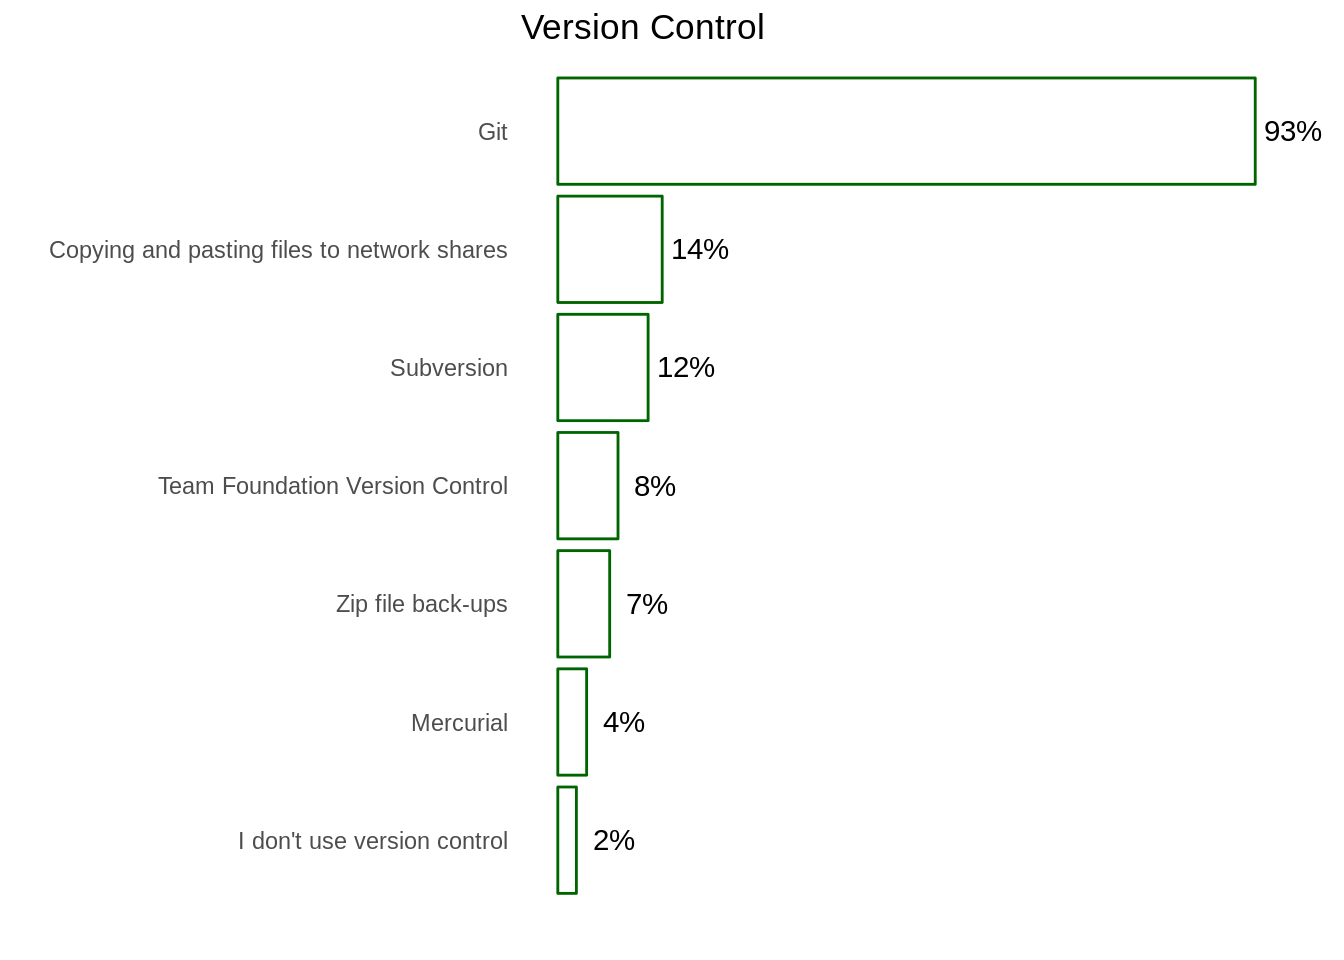 Version Control
Git 93%
Copying and pasting files to network shares 14%
Subversion 12%
Team Foundation Version Control 8%
Zip file back-ups 7%
Mercurial 4%
I don't use version control 2%